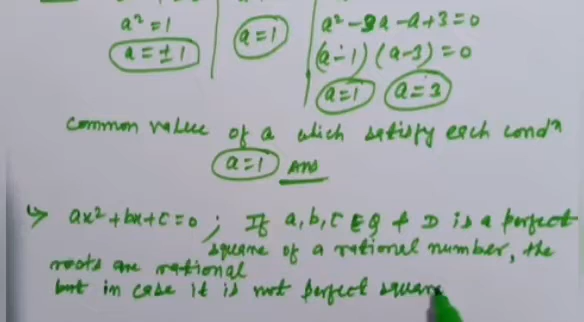 a² = 1
a = ±1
a = 1
a² - 3a - a + 3 = 0
(a-1) (a-3) = 0
a = 1 a = 3
common value of a which satisfy each condⁿ
a = 1 Ans
↳ ax² + bx + c = 0 ; If a, b, c ∈ Q & D is a perfect
square of a rational number, the
roots are rational
but in case it is not perfect square